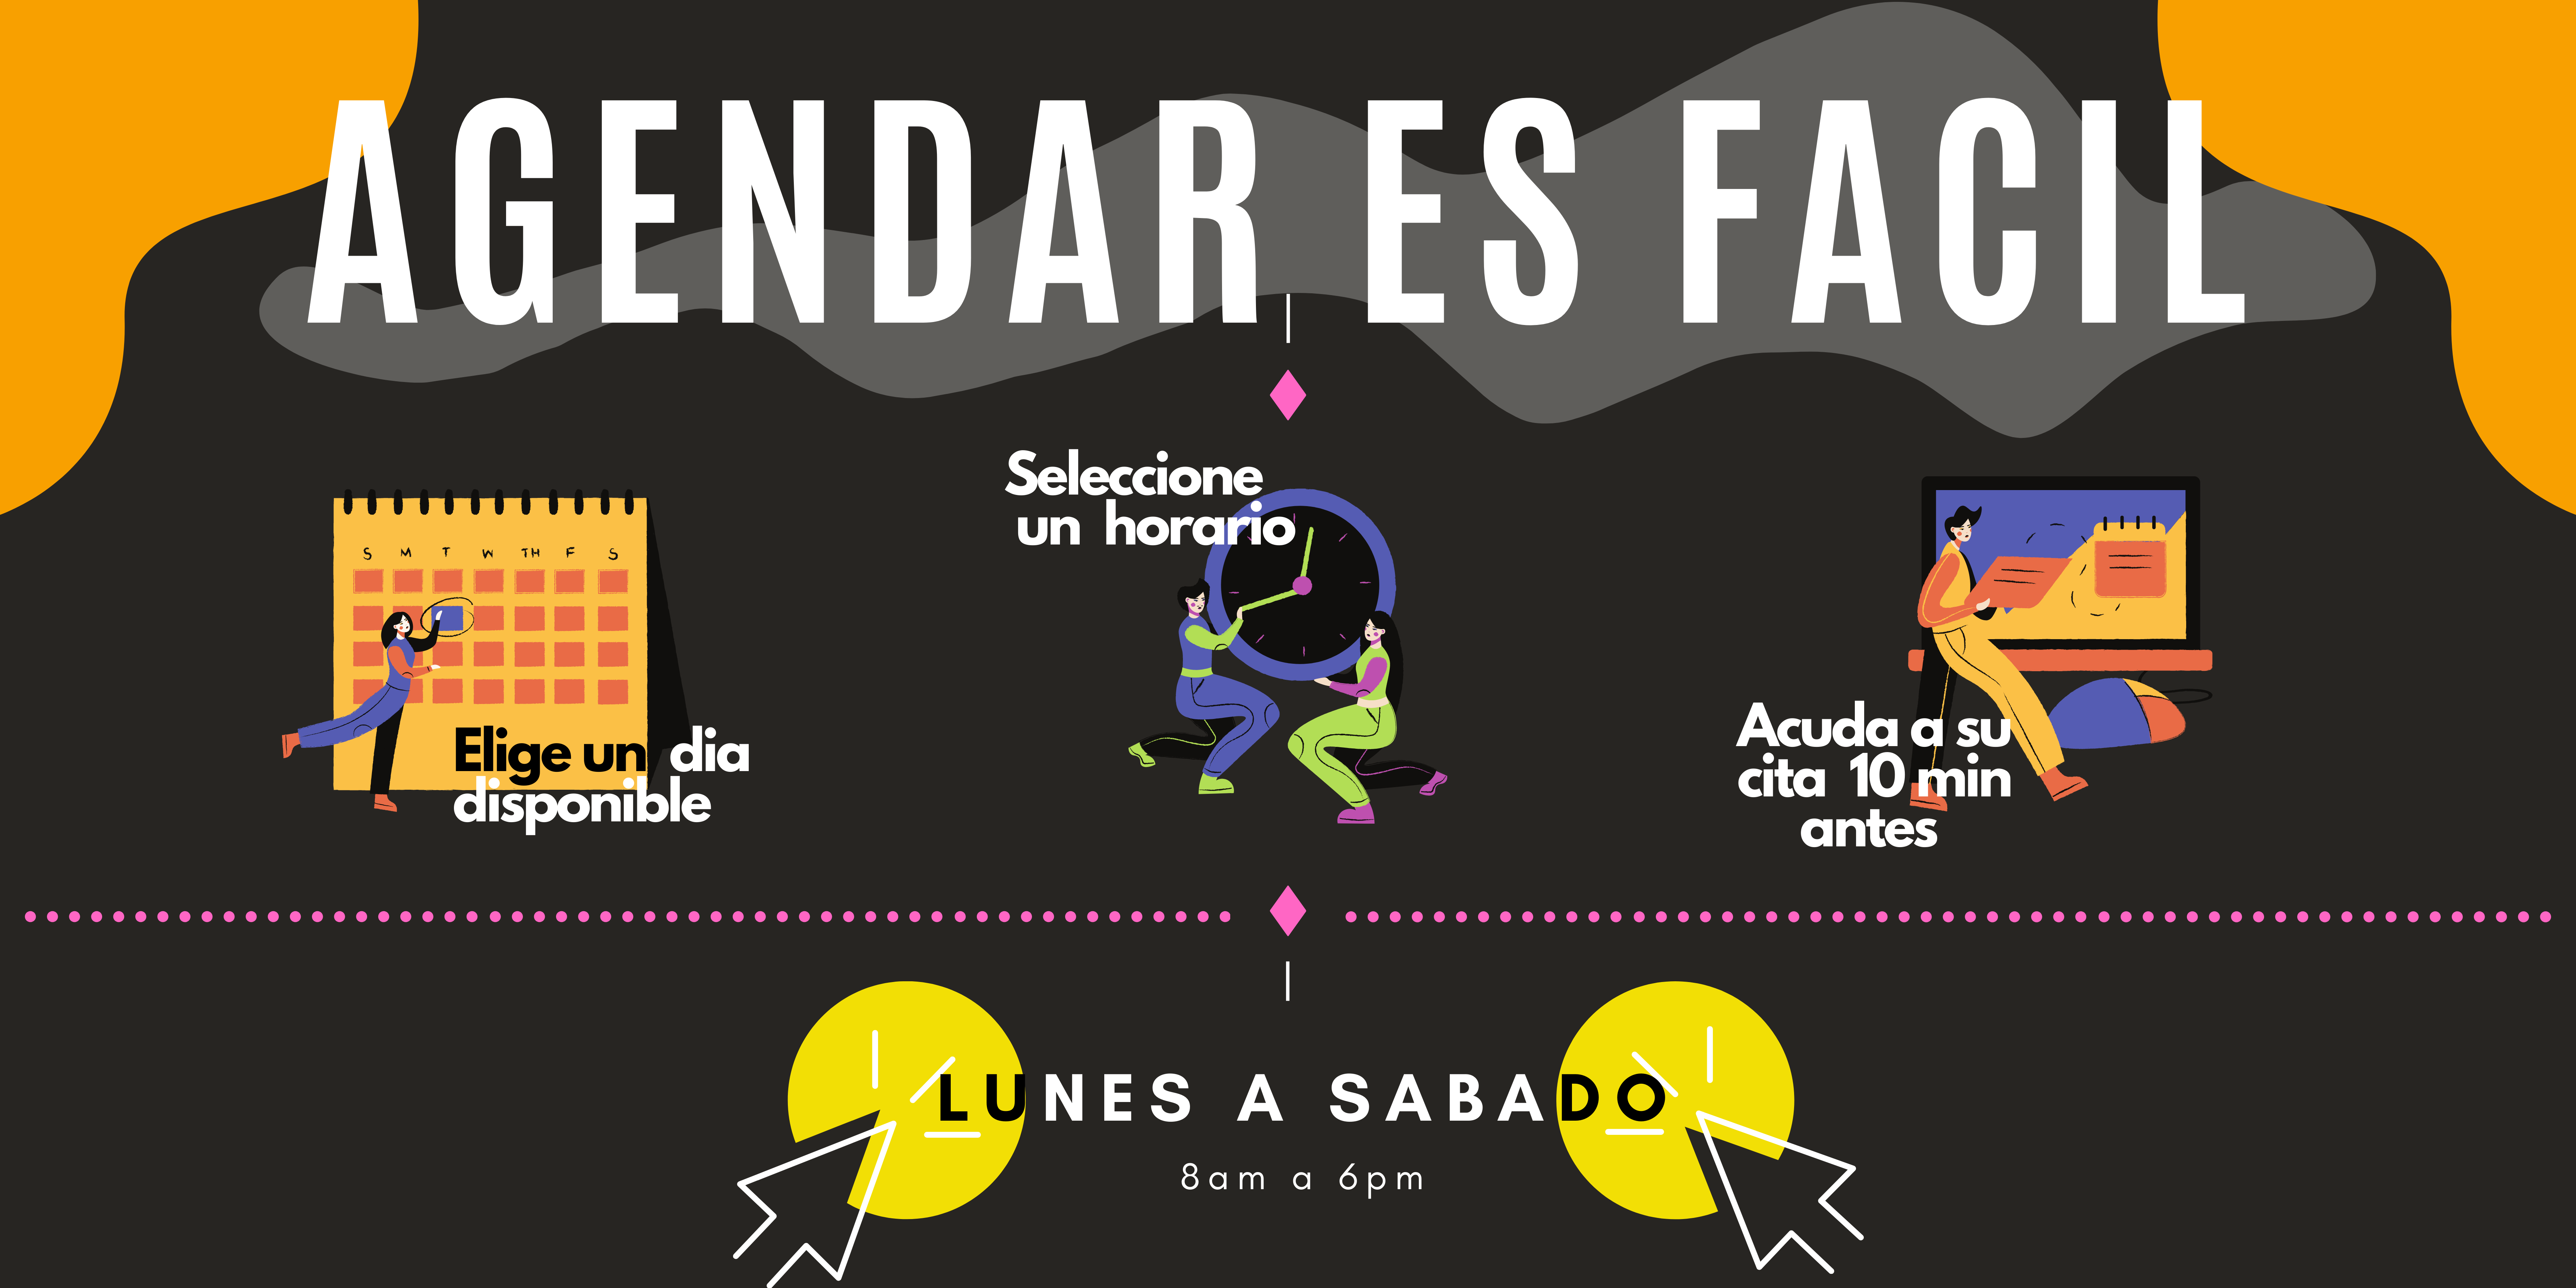 AGENDAR ES FACIL
S M T W TH F S
Elige un dia
disponible
Seleccione
un horario
Acuda a su
cita 10 min
antes
LUNES A SABADO
8am a 6pm